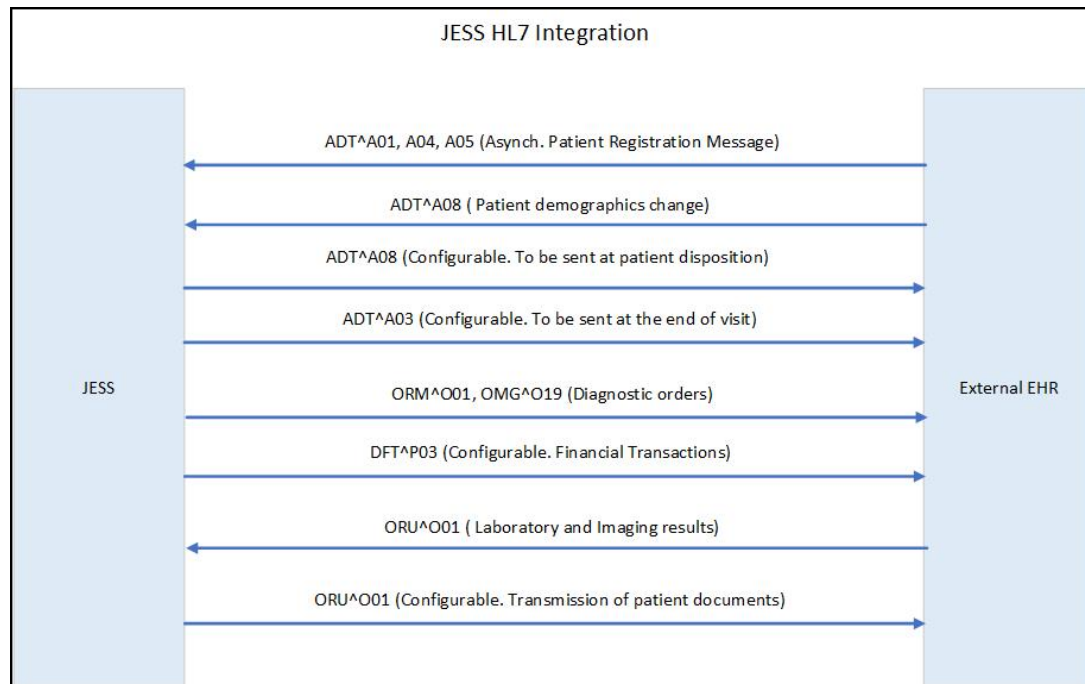 JESS HL7 Integration
ADT^A01, A04, A05 (Asynch. Patient Registration Message)
ADT^A08 ( Patient demographics change)
ADT^A08 (Configurable. To be sent at patient disposition)
ADT^A03 (Configurable. To be sent at the end of visit)
JESS
ORM^O01, OMG^O19 (Diagnostic orders)
External EHR
DFT^P03 (Configurable. Financial Transactions)
ORU^O01 ( Laboratory and Imaging results)
ORU^O01 (Configurable. Transmission of patient documents)